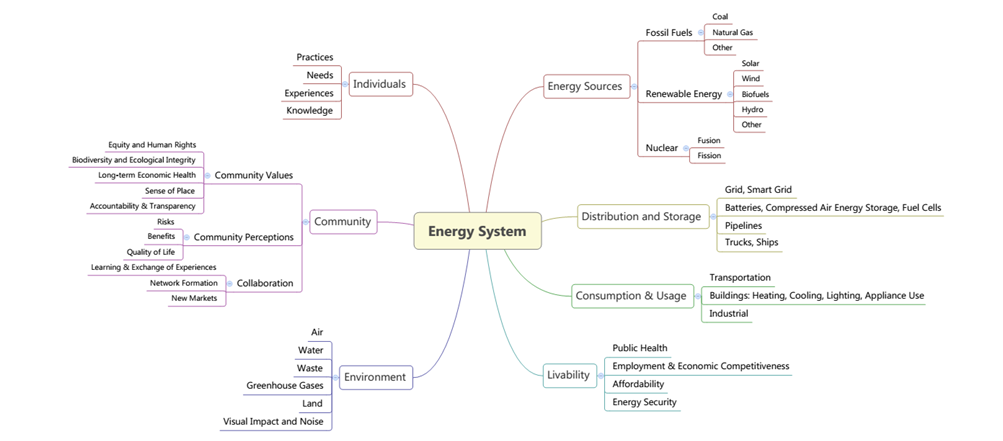 Energy System
Individuals
Practices
Needs
Experiences
Knowledge
Community
Community Values
Equity and Human Rights
Biodiversity and Ecological Integrity
Long-term Economic Health
Sense of Place
Accountability & Transparency
Community Perceptions
Risks
Benefits
Quality of Life
Collaboration
Learning & Exchange of Experiences
Network Formation
New Markets
Environment
Air
Water
Waste
Greenhouse Gases
Land
Visual Impact and Noise
Energy Sources
Fossil Fuels
Coal
Natural Gas
Other
Renewable Energy
Solar
Wind
Biofuels
Hydro
Other
Nuclear
Fusion
Fission
Distribution and Storage
Grid, Smart Grid
Batteries, Compressed Air Energy Storage, Fuel Cells
Pipelines
Trucks, Ships
Consumption & Usage
Transportation
Buildings: Heating, Cooling, Lighting, Appliance Use
Industrial
Livability
Public Health
Employment & Economic Competitiveness
Affordability
Energy Security